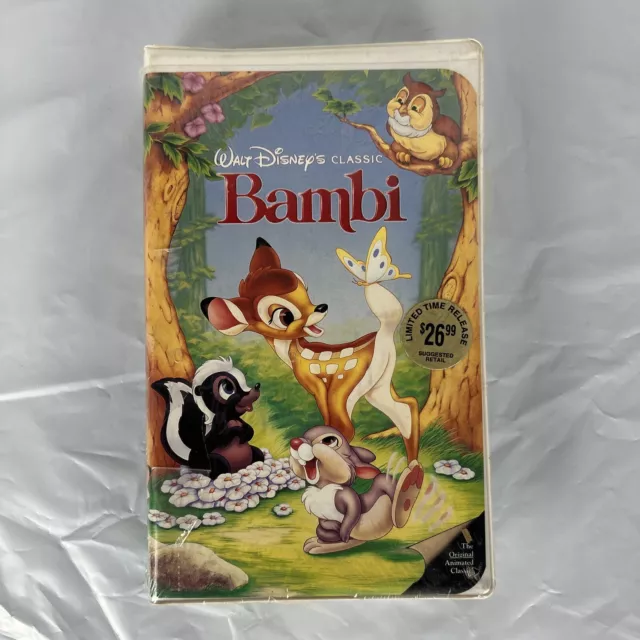 WALT DISNEY'S CLASSIC
Bambi
LIMITED TIME RELEASE
$26.99
SUGGESTED
RETAIL
The
Original
Animated
Classic